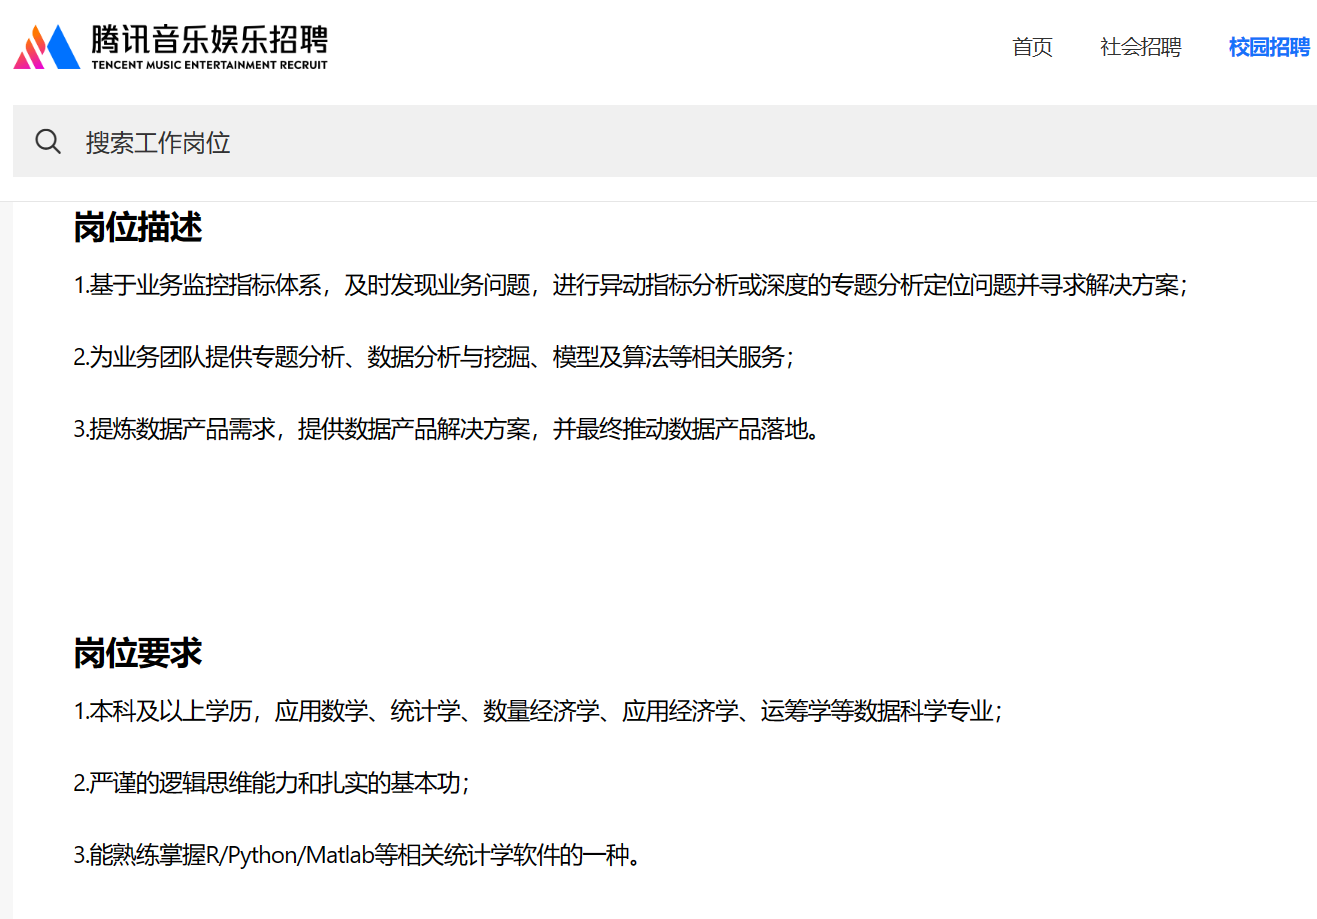 腾讯音乐娱乐招聘
TENCENT MUSIC ENTERTAINMENT RECRUIT
首页 社会招聘 校园招聘
搜索工作岗位
岗位描述
1.基于业务监控指标体系，及时发现业务问题，进行异动指标分析或深度的专题分析定位问题并寻求解决方案；
2.为业务团队提供专题分析、数据分析与挖掘、模型及算法等相关服务；
3.提炼数据产品需求，提供数据产品解决方案，并最终推动数据产品落地。
岗位要求
1.本科及以上学历，应用数学、统计学、数量经济学、应用经济学、运筹学等数据科学专业；
2.严谨的逻辑思维能力和扎实的基本功；
3.能熟练掌握R/Python/Matlab等相关统计学软件的一种。